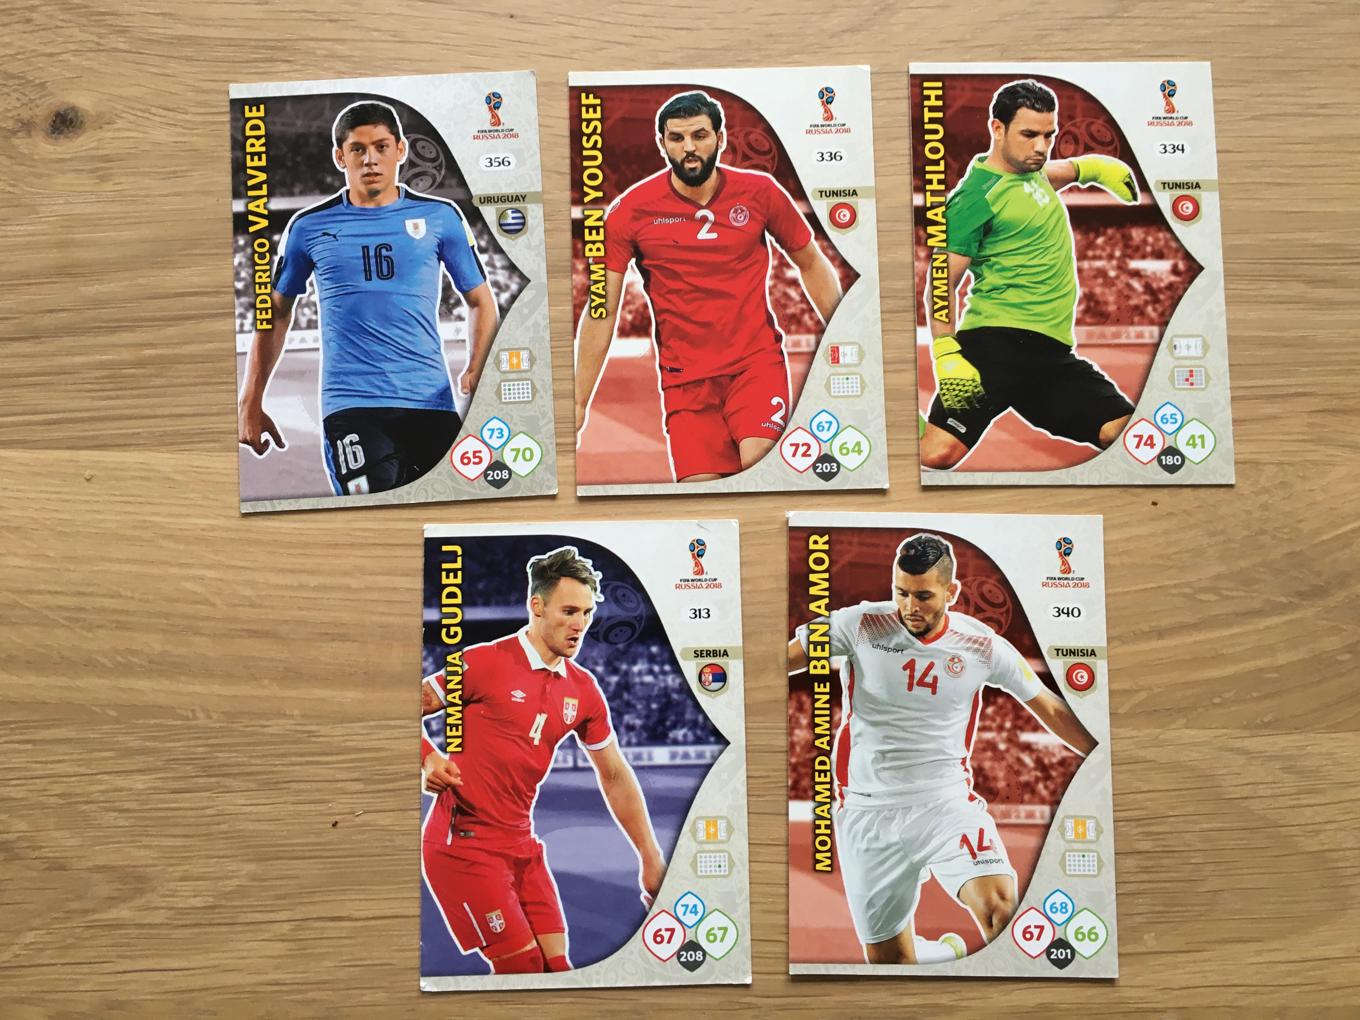 FEDERICO VALVERDE
FIFA WORLD CUP
RUSSIA 2018
356
URUGUAY
16
16
73
65
70
208
SYAM BEN YOUSSEF
FIFA WORLD CUP
RUSSIA 2018
336
TUNISIA
uhlsport
2
2
uhlsp
67
72
64
203
AYMEN MATHLOUTHI
FIFA WORLD CUP
RUSSIA 2018
334
TUNISIA
65
74
41
180
NEMANJA GUDELJ
FIFA WORLD CUP
RUSSIA 2018
313
SERBIA
umbro
4
PANINI
74
67
67
208
MOHAMED AMINE BEN AMOR
FIFA WORLD CUP
RUSSIA 2018
340
TUNISIA
uhlsport
14
14
uhlsport
68
67
66
201